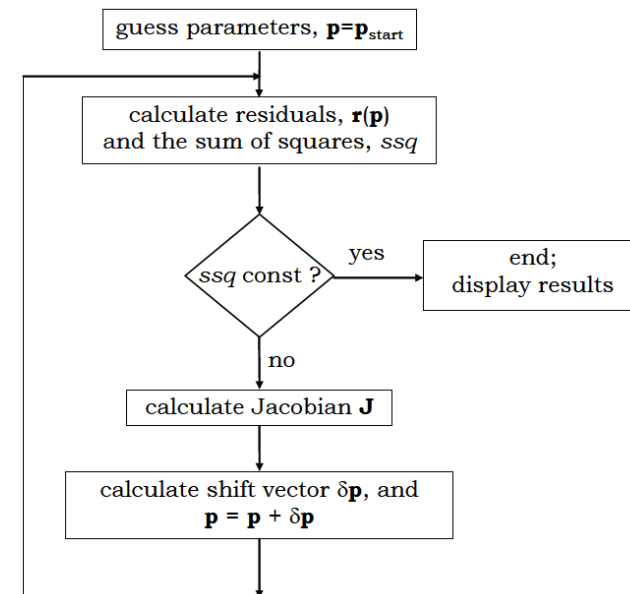 guess parameters, p=pstart
calculate residuals, r(p)
and the sum of squares, ssq
ssq const ?
yes
end;
display results
no
calculate Jacobian J
calculate shift vector δp, and
p = p + δp